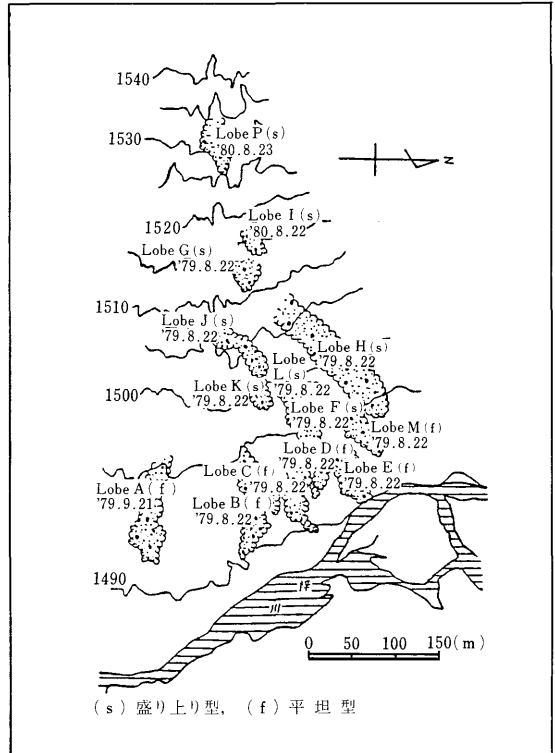 1540
1530
Lobe P (s)
'80.8.23
N
1520
Lobe I (s)
'80.8.22
Lobe G (s)
'79.8.22
1510
Lobe J (s)
'79.8.22
Lobe H (s)
'79.8.22
Lobe
L (s)
'79.8.22
1500
Lobe K (s)
'79.8.22
Lobe F (s)
'79.8.22
Lobe M (f)
'79.8.22
Lobe D (f)
'79.8.22
Lobe C (f)
'79.8.22
Lobe E (f)
'79.8.22
Lobe A (f)
'79.9.21
Lobe B (f)
'79.8.22
1490
川
0 50 100 150(m)
(s) 盛り上り型, (f) 平坦型